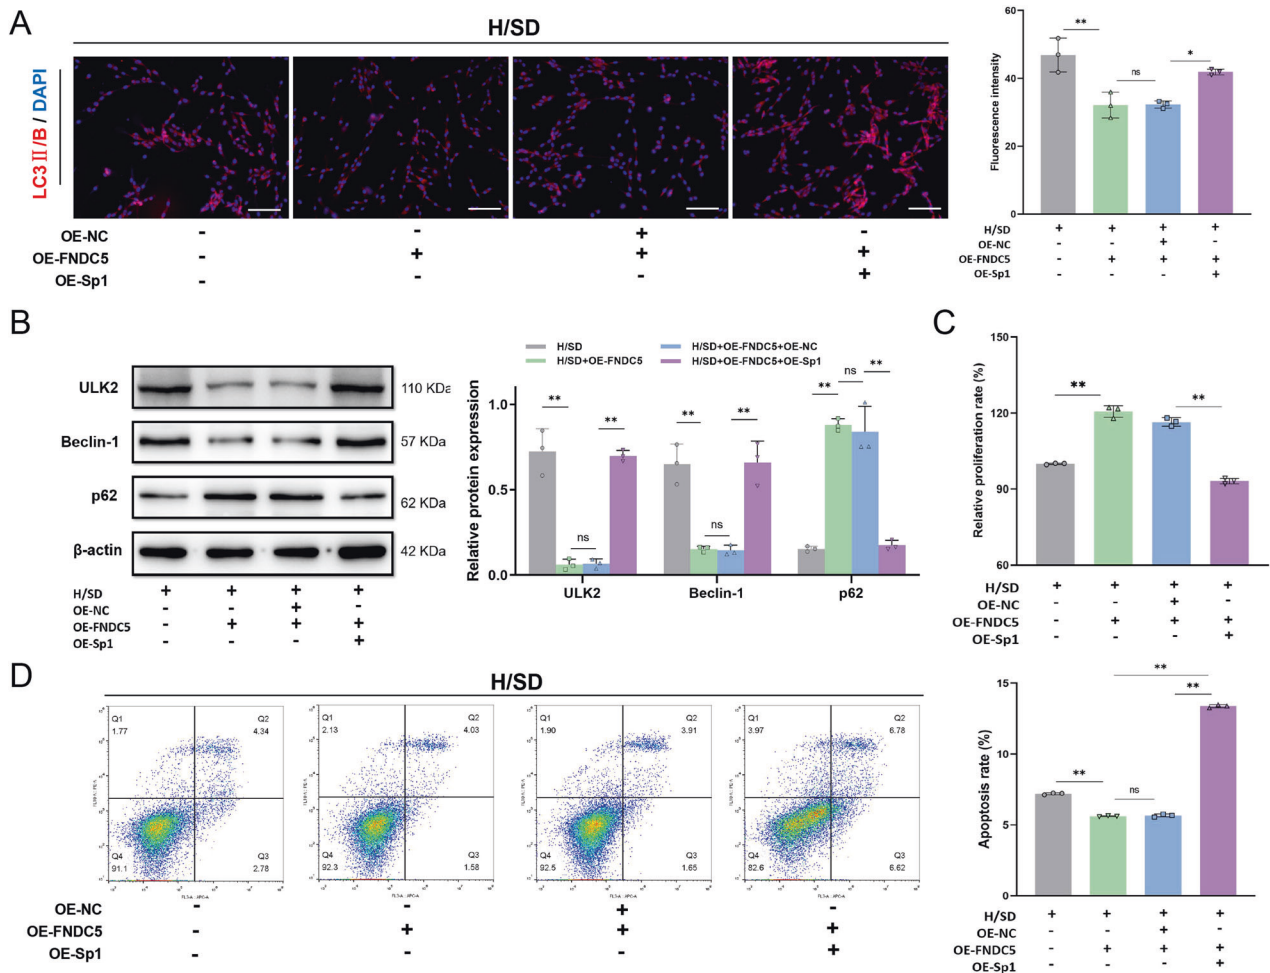 A
H/SD
LC3 II/B / DAPI
OE-NC - - + -
OE-FNDC5 - + + +
OE-Sp1 - - - +
Fluorescence intensity
60
40
20
0
** ns *
H/SD + + + +
OE-NC - - + -
OE-FNDC5 - + + +
OE-Sp1 - - - +
B
ULK2 110 KDa
Beclin-1 57 KDa
p62 62 KDa
β-actin 42 KDa
H/SD + + + +
OE-NC - - + -
OE-FNDC5 - + + +
OE-Sp1 - - - +
H/SD
H/SD+OE-FNDC5
H/SD+OE-FNDC5+OE-NC
H/SD+OE-FNDC5+OE-Sp1
Relative protein expression
1.0
0.5
0.0
** ns **
** ns **
** ns **
ULK2 Beclin-1 p62
C
Relative proliferation rate (%)
150
120
90
60
** **
H/SD + + + +
OE-NC - - + -
OE-FNDC5 - + + +
OE-Sp1 - - - +
D
H/SD
Q1 1.77
Q2 4.34
Q4 91.1
Q3 2.78
Q1 2.13
Q2 4.03
Q4 92.3
Q3 1.58
Q1 1.90
Q2 3.91
Q4 92.5
Q3 1.65
Q1 3.97
Q2 6.78
Q4 82.6
Q3 6.62
OE-NC - - + -
OE-FNDC5 - + + +
OE-Sp1 - - - +
Apoptosis rate (%)
15
10
5
0
** ns ** **
H/SD + + + +
OE-NC - - + -
OE-FNDC5 - + + +
OE-Sp1 - - - +